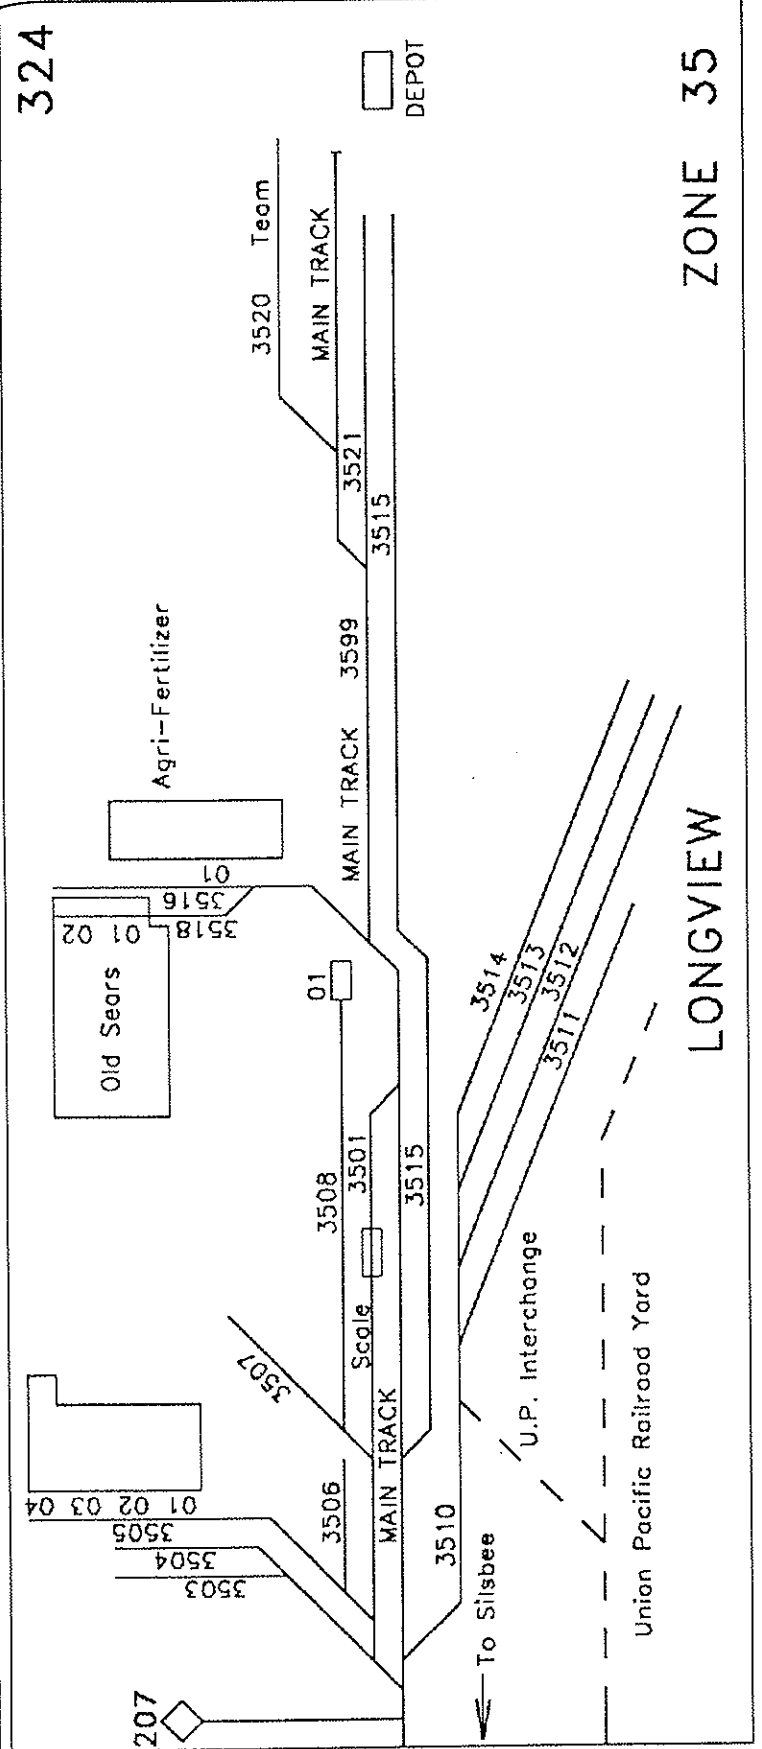 324
DEPOT
ZONE 35
3520 Team
MAIN TRACK
3521
3515
Agri-Fertilizer
MAIN TRACK 3599
01
3516
3518
01 02
Old Sears
01
3508
3501
3515
Scale
3507
3514
3513
3512
3511
LONGVIEW
U.P. Interchange
Union Pacific Railroad Yard
01 02 03 04
3505
3504
3503
3506
MAIN TRACK
3510
To Silsbee
207